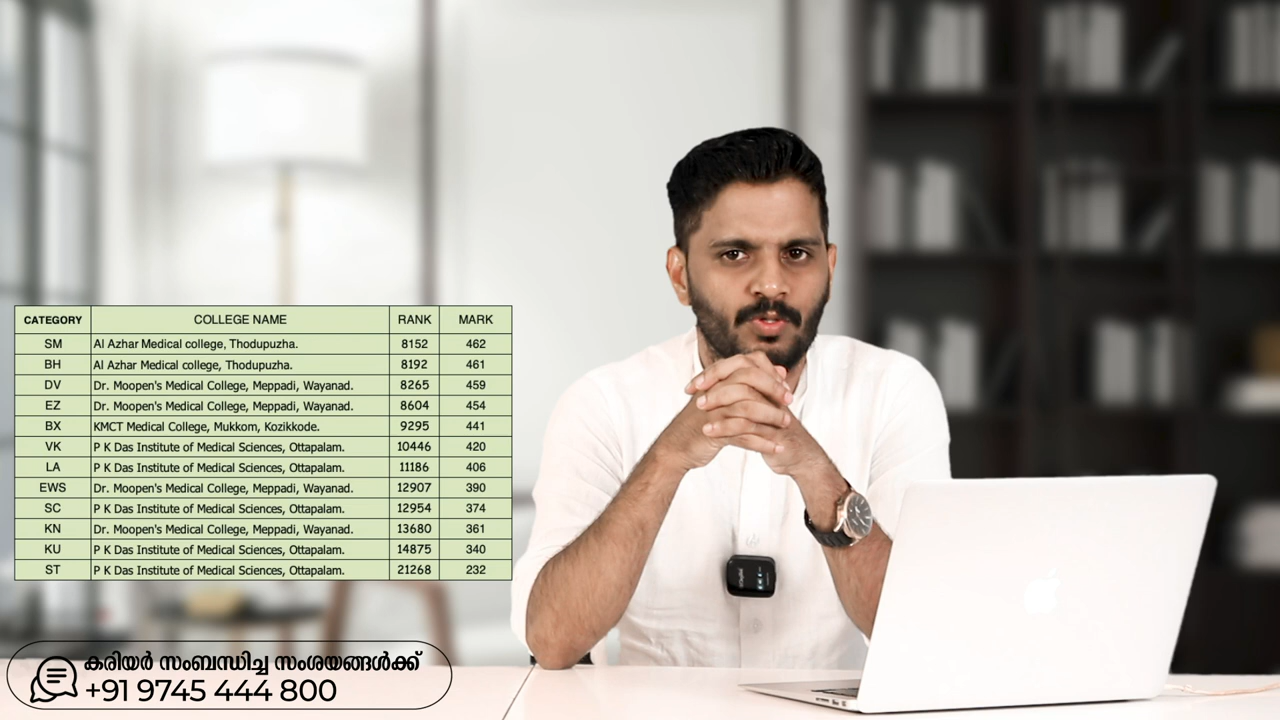 CATEGORY COLLEGE NAME RANK MARK
SM Al Azhar Medical college, Thodupuzha. 8152 462
BH Al Azhar Medical college, Thodupuzha. 8192 461
DV Dr. Moopen's Medical College, Meppadi, Wayanad. 8265 459
EZ Dr. Moopen's Medical College, Meppadi, Wayanad. 8604 454
BX KMCT Medical College, Mukkom, Kozikkode. 9295 441
VK P K Das Institute of Medical Sciences, Ottapalam. 10446 420
LA P K Das Institute of Medical Sciences, Ottapalam. 11186 406
EWS Dr. Moopen's Medical College, Meppadi, Wayanad. 12907 390
SC P K Das Institute of Medical Sciences, Ottapalam. 12954 374
KN Dr. Moopen's Medical College, Meppadi, Wayanad. 13680 361
KU P K Das Institute of Medical Sciences, Ottapalam. 14875 340
ST P K Das Institute of Medical Sciences, Ottapalam. 21268 232
കരിയർ സംബന്ധിച്ച സംശയങ്ങൾക്ക്
+91 9745 444 800